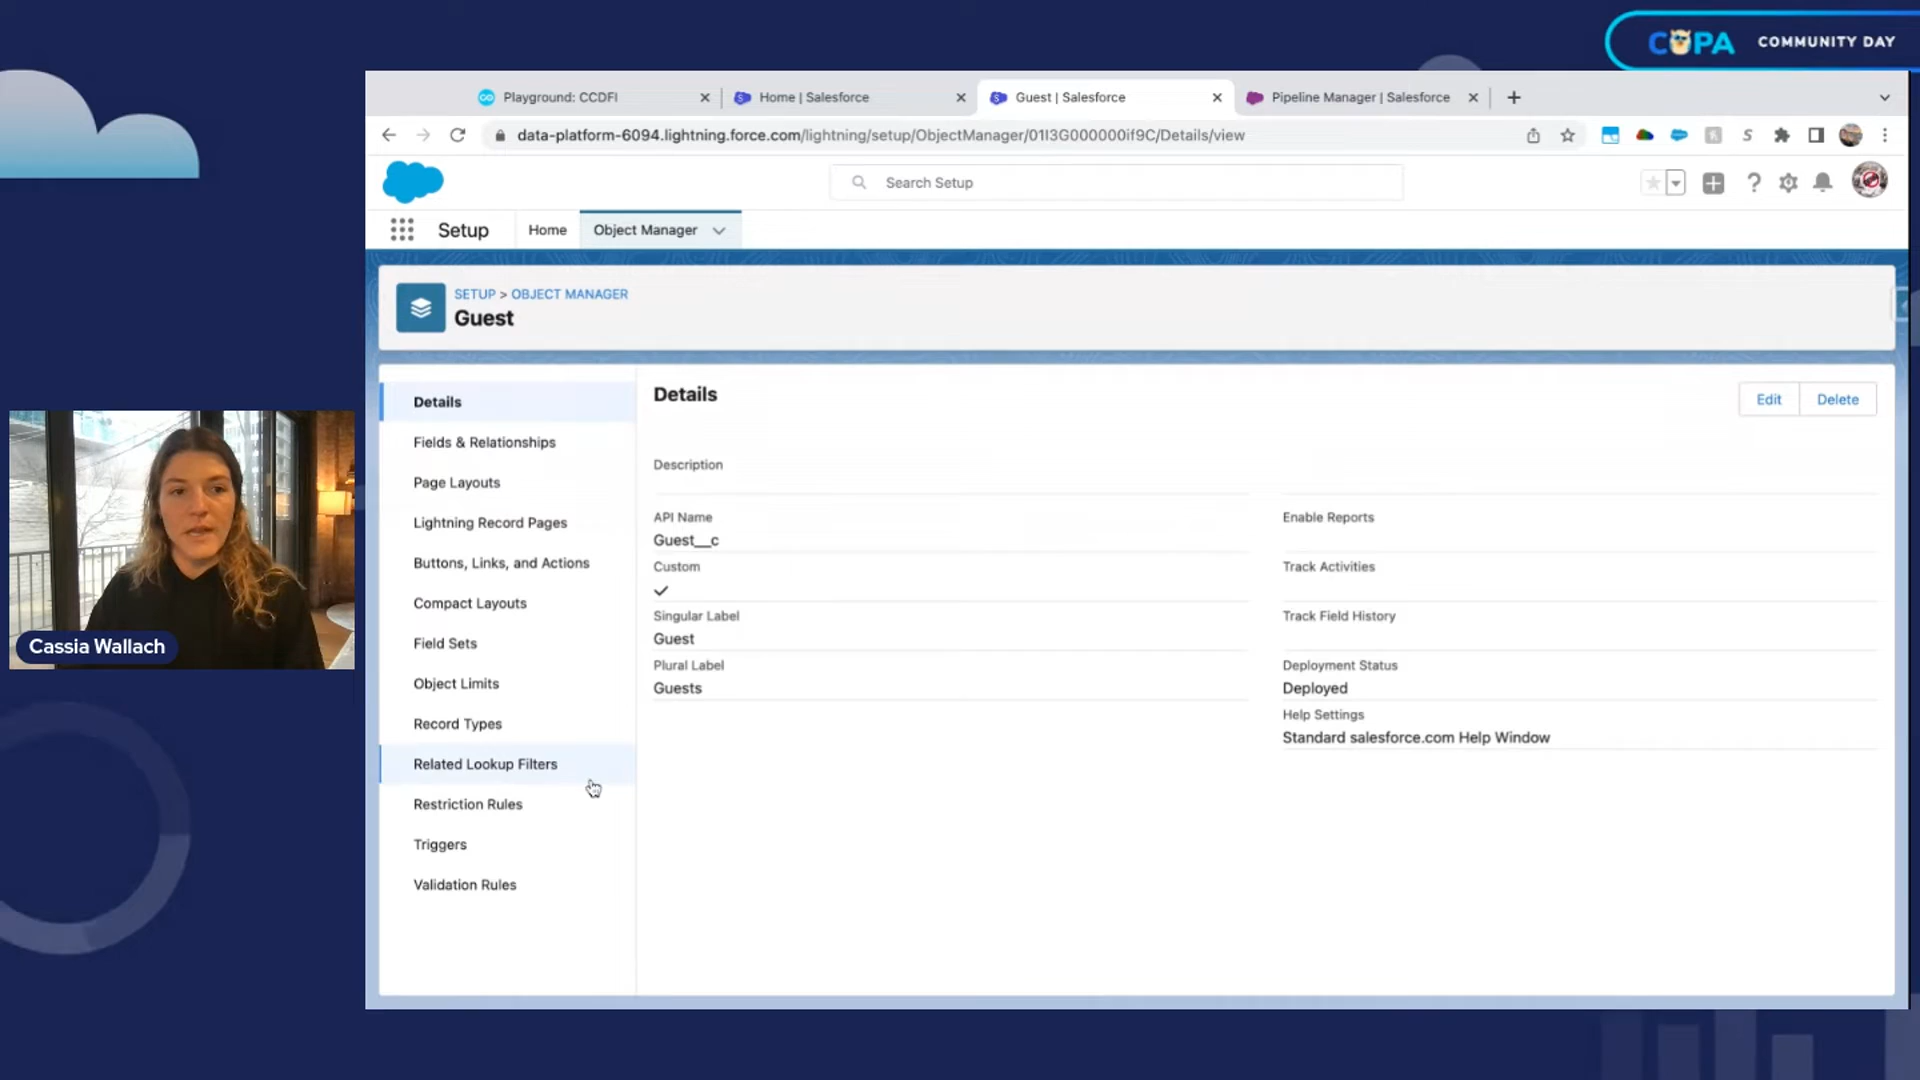 COPA COMMUNITY DAY
Playground: CCDFI
Home | Salesforce
Guest | Salesforce
Pipeline Manager | Salesforce
data-platform-6094.lightning.force.com/lightning/setup/ObjectManager/01I3G000000if9C/Details/view
Search Setup
Setup
Home
Object Manager
SETUP > OBJECT MANAGER
Guest
Details
Fields & Relationships
Page Layouts
Lightning Record Pages
Buttons, Links, and Actions
Compact Layouts
Field Sets
Object Limits
Record Types
Related Lookup Filters
Restriction Rules
Triggers
Validation Rules
Details
Edit
Delete
Description
API Name
Guest__c
Custom
Singular Label
Guest
Plural Label
Guests
Enable Reports
Track Activities
Track Field History
Deployment Status
Deployed
Help Settings
Standard salesforce.com Help Window
Cassia Wallach